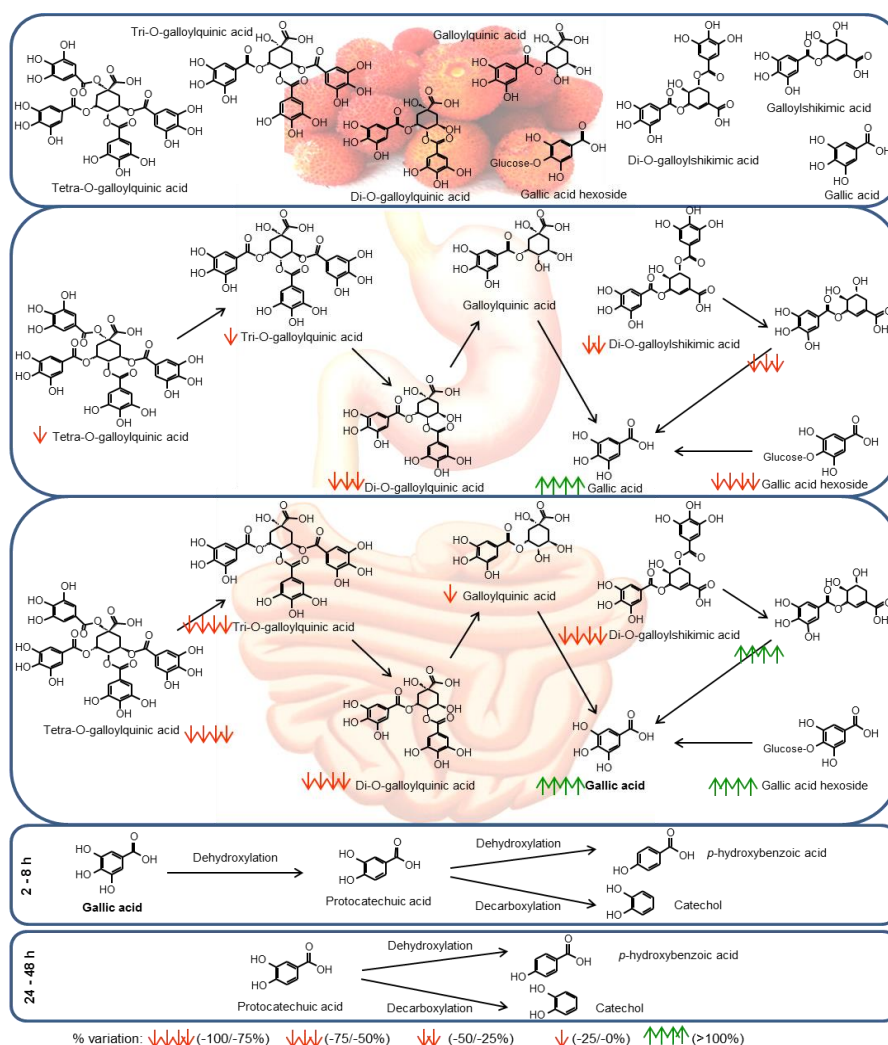 Tri-O-galloylquinic acid
Galloylquinic acid
Galloylshikimic acid
Glucose-O
Di-O-galloylshikimic acid
Tetra-O-galloylquinic acid
Di-O-galloylquinic acid
Gallic acid hexoside
Gallic acid
Galloylquinic acid
Tri-O-galloylquinic acid
Di-O-galloylshikimic acid
Tetra-O-galloylquinic acid
Glucose-O
Di-O-galloylquinic acid
Gallic acid
Gallic acid hexoside
Galloylquinic acid
Tri-O-galloylquinic acid
Di-O-galloylshikimic acid
Tetra-O-galloylquinic acid
Glucose-O
Di-O-galloylquinic acid
Gallic acid
Gallic acid hexoside
2 - 8 h
Gallic acid
Dehydroxylation
Protocatechuic acid
Dehydroxylation
p-hydroxybenzoic acid
Decarboxylation
Catechol
24 - 48 h
Protocatechuic acid
Dehydroxylation
p-hydroxybenzoic acid
Decarboxylation
Catechol
% variation: (-100/-75%) (-75/-50%) (-50/-25%) (-25/-0%) (>100%)